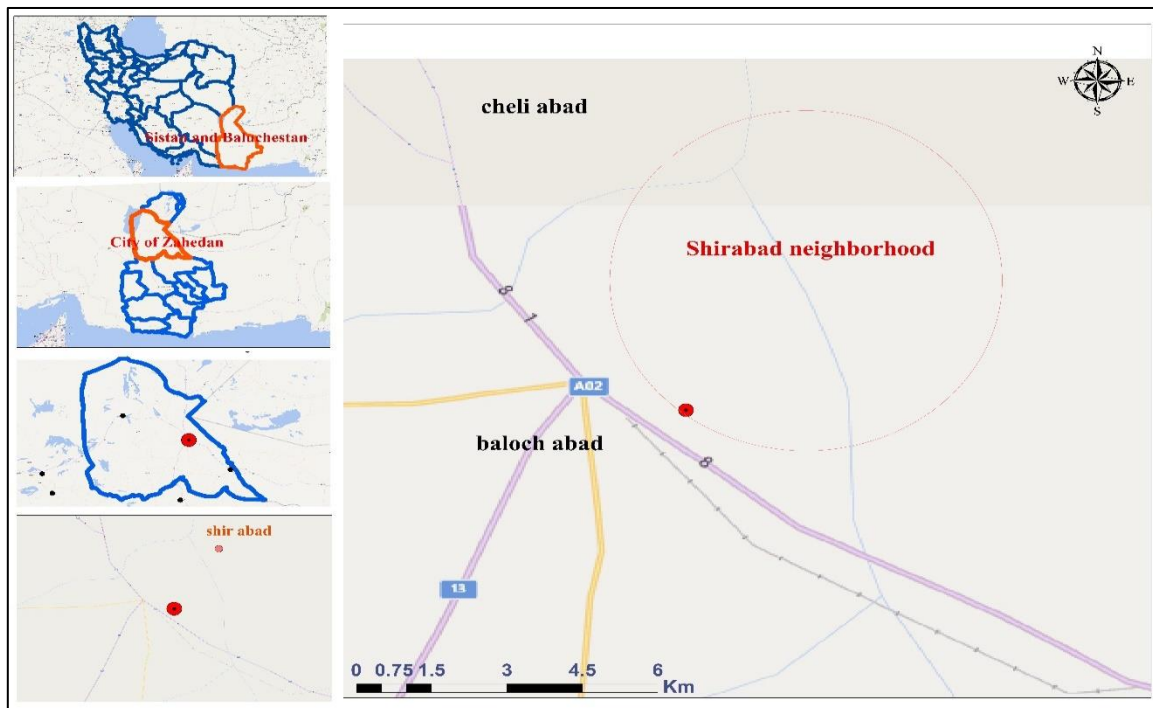 Sistan and Baluchestan
City of Zahedan
shir abad
N
W E
S
cheli abad
Shirabad neighborhood
8
1
A02
baloch abad
8
13
0 0.75 1.5 3 4.5 6
Km